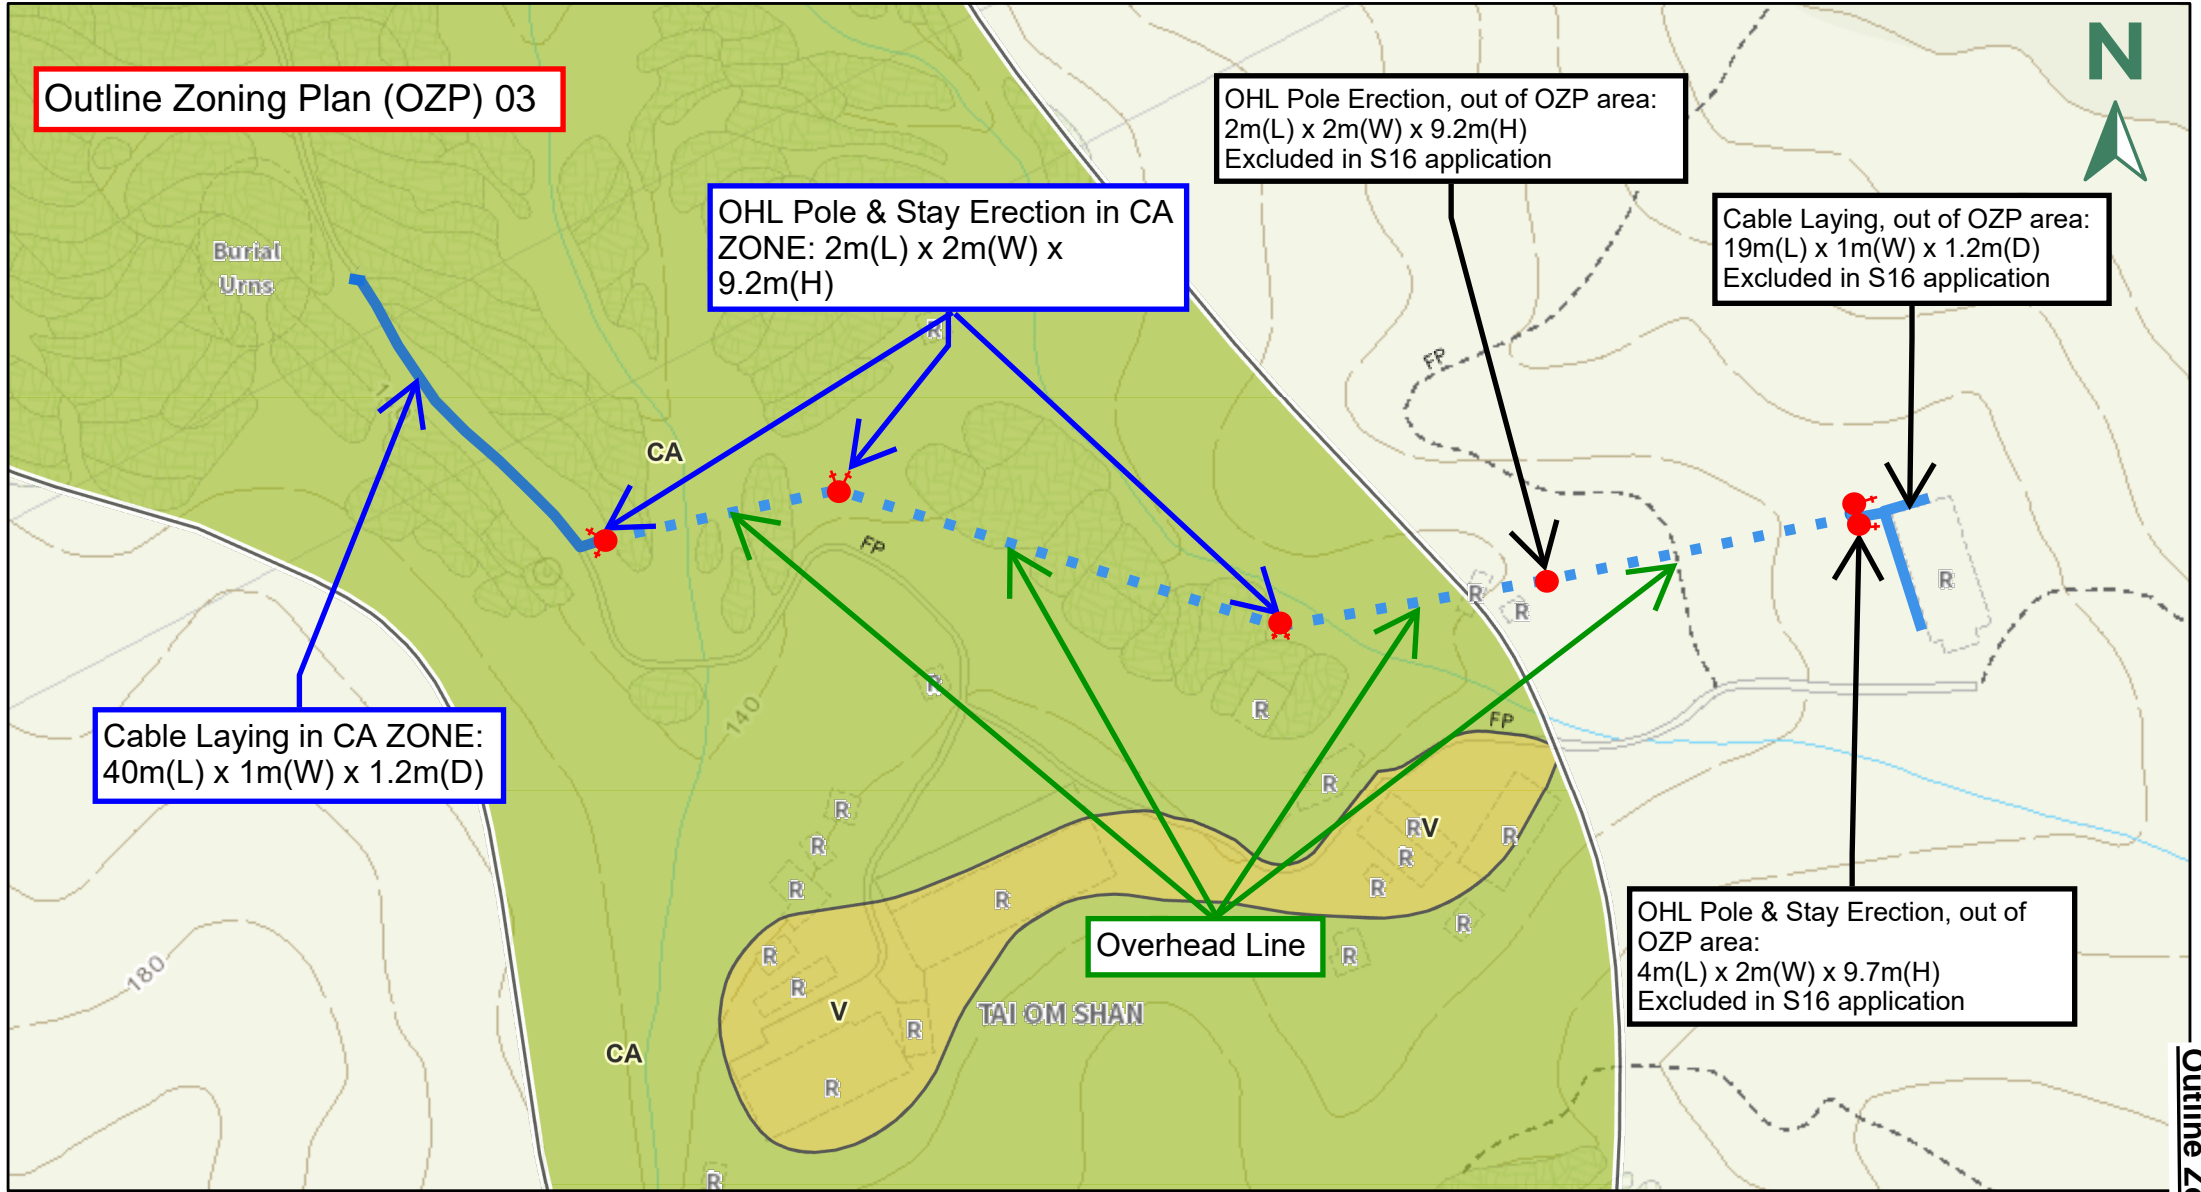 Outline Zoning Plan (OZP) 03
N
OHL Pole Erection, out of OZP area:
2m(L) x 2m(W) x 9.2m(H)
Excluded in S16 application
OHL Pole & Stay Erection in CA
ZONE: 2m(L) x 2m(W) x
9.2m(H)
Cable Laying, out of OZP area:
19m(L) x 1m(W) x 1.2m(D)
Excluded in S16 application
Burial
Urns
R
FP
CA
FP
R
R
R
R
R
140
FP
Cable Laying in CA ZONE:
40m(L) x 1m(W) x 1.2m(D)
R
R
R
V
R
R
R
R
R
R
R
R
Overhead Line
R
R
180
R
V
TAI OM SHAN
R
CA
R
R
OHL Pole & Stay Erection, out of
OZP area:
4m(L) x 2m(W) x 9.7m(H)
Excluded in S16 application